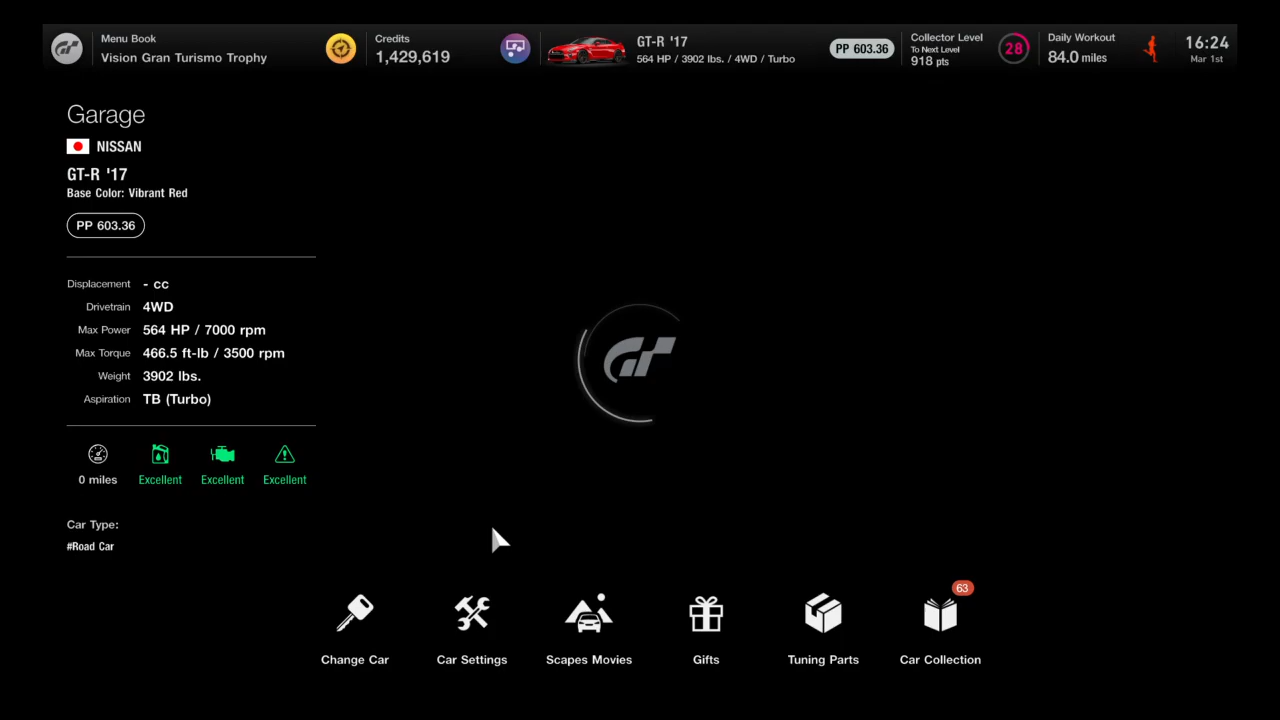 Menu Book
Vision Gran Turismo Trophy
Credits
1,429,619
GT-R '17
564 HP / 3902 lbs. / 4WD / Turbo
PP 603.36
Collector Level
To Next Level
918 pts
28
Daily Workout
84.0 miles
16:24
Mar 1st
Garage
NISSAN
GT-R '17
Base Color: Vibrant Red
PP 603.36
Displacement - cc
Drivetrain 4WD
Max Power 564 HP / 7000 rpm
Max Torque 466.5 ft-lb / 3500 rpm
Weight 3902 lbs.
Aspiration TB (Turbo)
0 miles Excellent Excellent Excellent
Car Type:
#Road Car
63
Change Car Car Settings Scapes Movies Gifts Tuning Parts Car Collection